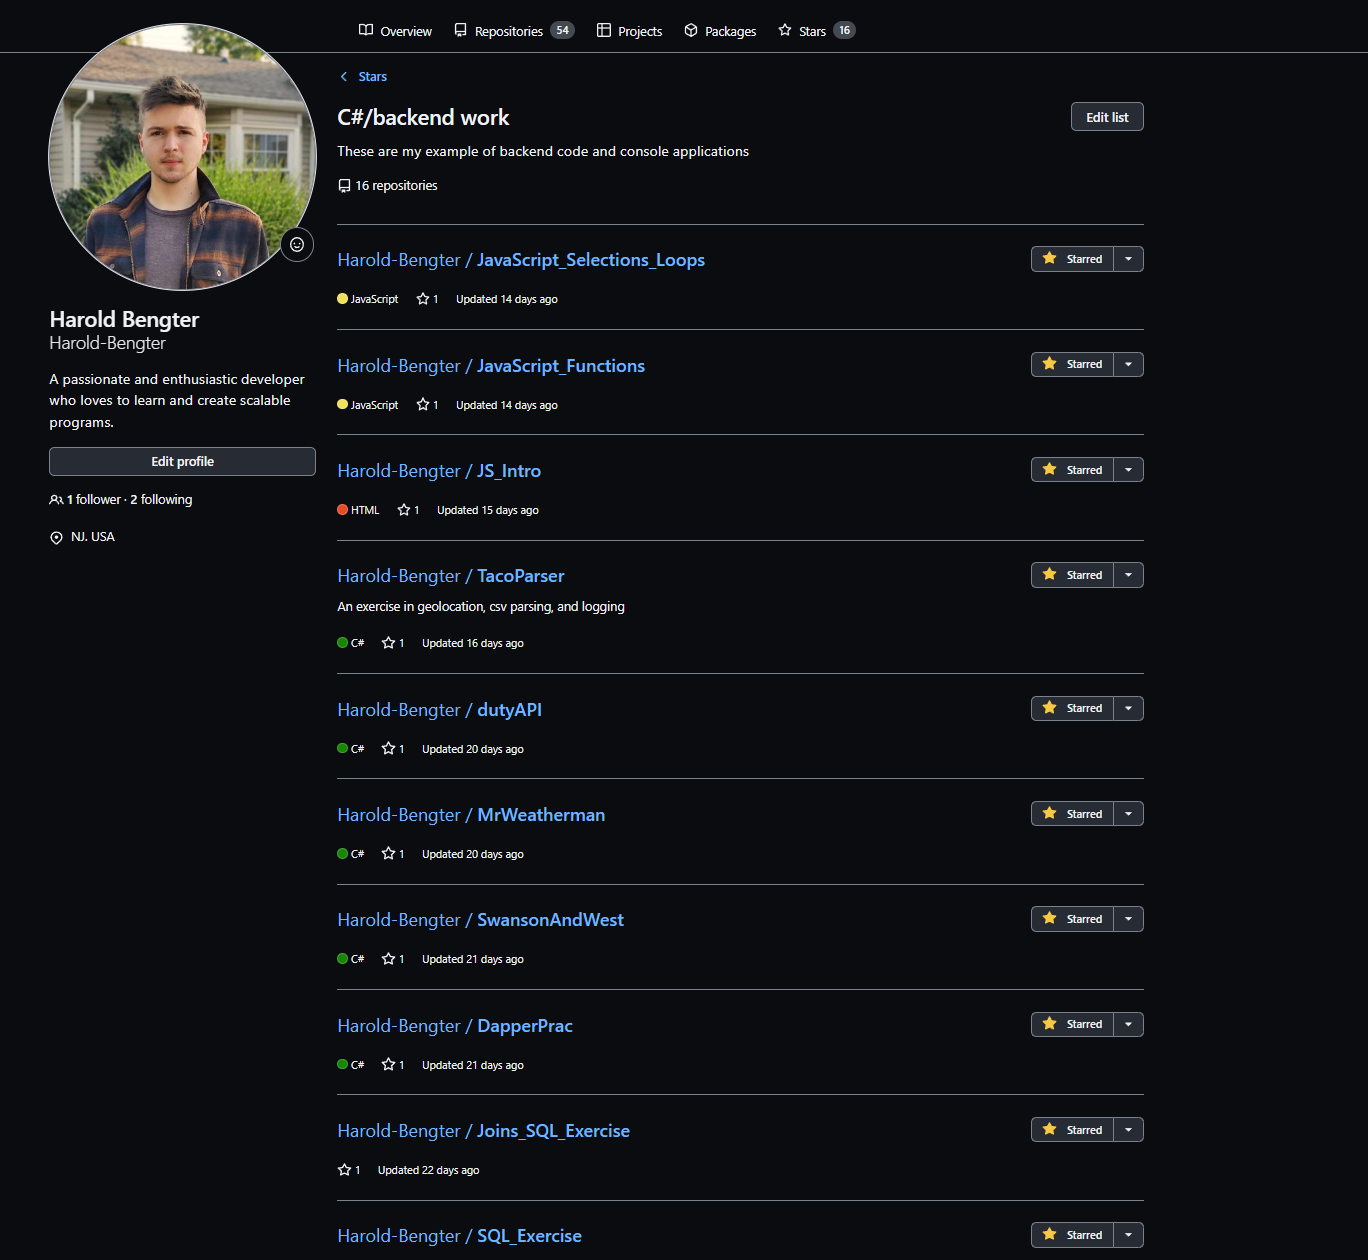 Overview Repositories 54 Projects Packages Stars 16
Harold Bengter
Harold-Bengter
A passionate and enthusiastic developer
who loves to learn and create scalable
programs.
Edit profile
1 follower · 2 following
NJ. USA
Stars
C#/backend work
Edit list
These are my example of backend code and console applications
16 repositories
Harold-Bengter / JavaScript_Selections_Loops
Starred
JavaScript 1 Updated 14 days ago
Harold-Bengter / JavaScript_Functions
Starred
JavaScript 1 Updated 14 days ago
Harold-Bengter / JS_Intro
Starred
HTML 1 Updated 15 days ago
Harold-Bengter / TacoParser
Starred
An exercise in geolocation, csv parsing, and logging
C# 1 Updated 16 days ago
Harold-Bengter / dutyAPI
Starred
C# 1 Updated 20 days ago
Harold-Bengter / MrWeatherman
Starred
C# 1 Updated 20 days ago
Harold-Bengter / SwansonAndWest
Starred
C# 1 Updated 21 days ago
Harold-Bengter / DapperPrac
Starred
C# 1 Updated 21 days ago
Harold-Bengter / Joins_SQL_Exercise
Starred
1 Updated 22 days ago
Harold-Bengter / SQL_Exercise
Starred